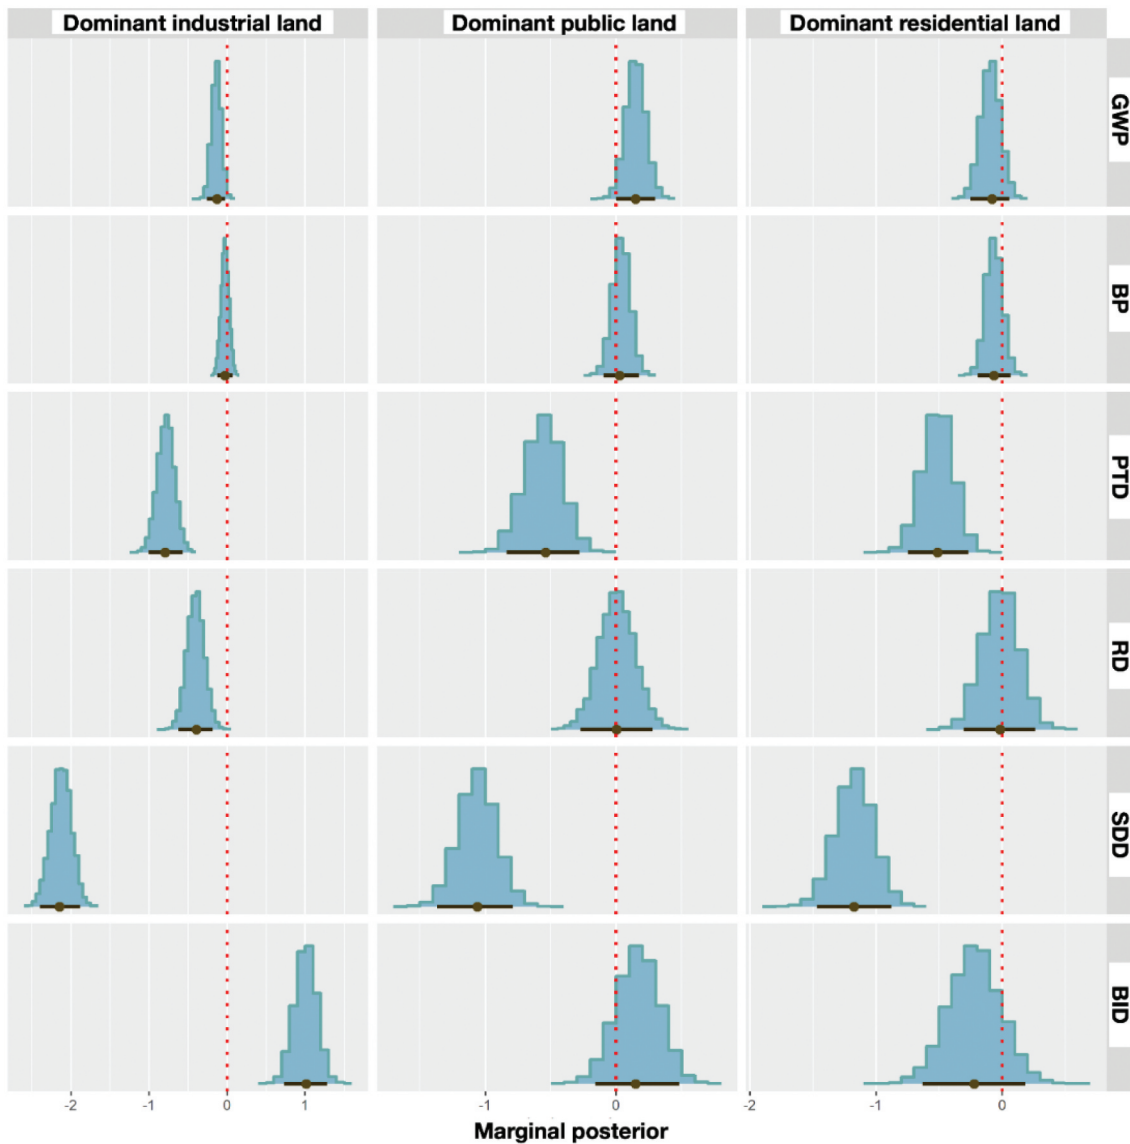 Dominant industrial land Dominant public land Dominant residential land
GWP
BP
PTD
RD
SDD
BID
-2 -1 0 1 -1 0 -2 -1 0
Marginal posterior